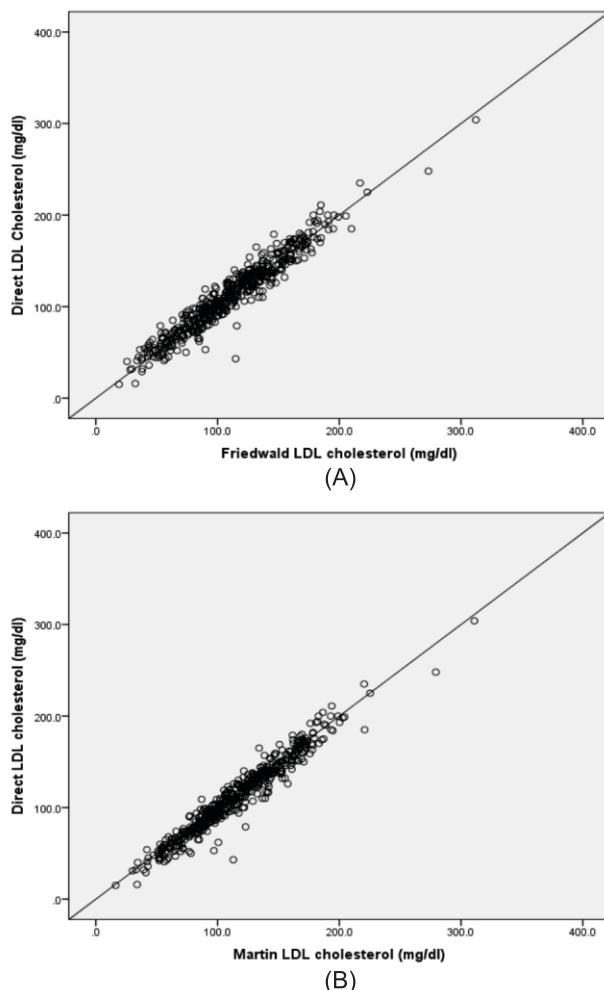 400.0
300.0
200.0
100.0
.0
Direct LDL Cholesterol (mg/dl)
.0 100.0 200.0 300.0 400.0
Friedwald LDL cholesterol (mg/dl)
(A)
400.0
300.0
200.0
100.0
.0
Direct LDL cholesterol (mg/dl)
.0 100.0 200.0 300.0 400.0
Martin LDL cholesterol (mg/dl)
(B)